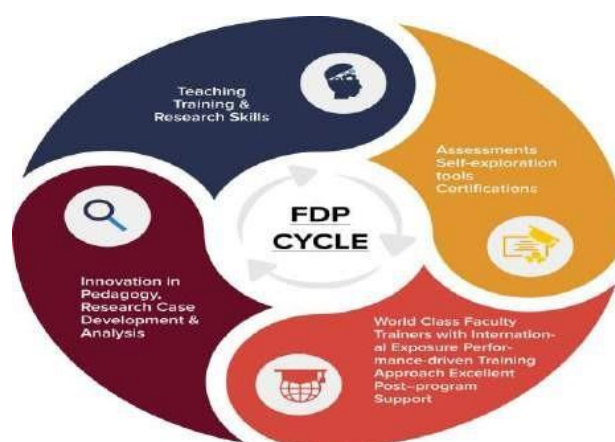 Teaching
Training &
Research Skills
Assessments
Self-exploration
tools
Certifications
FDP
CYCLE
Innovation in
Pedagogy,
Research Case
Development &
Analysis
World Class Faculty
Trainers with Internation-
al Exposure Perfor-
mance-driven Training
Approach Excellent
Post-program
Support